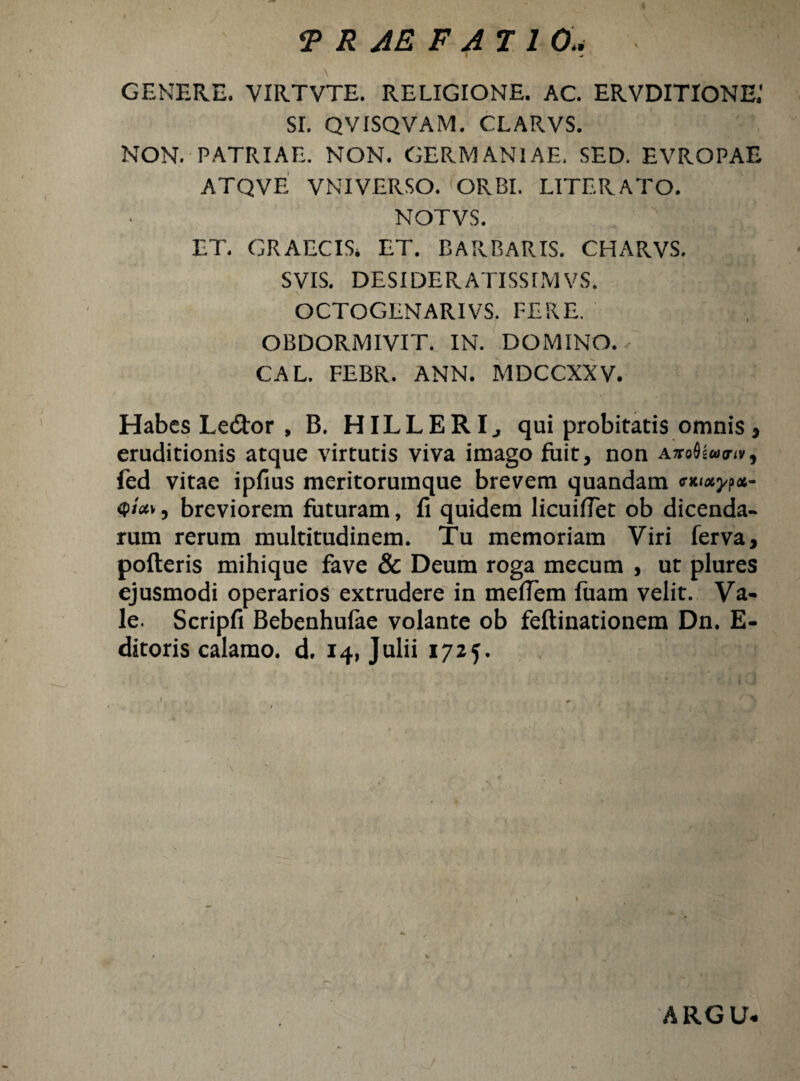 PRAEFATIO.
GENERE. VIRTVTE. RELIGIONE. AC. ERVDITIONE.
SI. QVISQVAM. CLARVS.
NON. PATRIAE. NON. GERMANIAE. SED. EVROPAE
ATQVE VNIVERSO. ORBI. LITERATO.
NOTVS.
ET. GRAECIS. ET. BARBARIS. CHARVS.
SVIS. DESIDERATISSIMVS.
OCTOGENARIVS. FERE.
OBDORMIVIT. IN. DOMINO.
CAL. FEBR. ANN. MDCCXXV.
Habes Lector , B. HILLERI, qui probitatis omnis ,
eruditionis atque virtutis viva imago fuit, non Αποθέωσιν,
ſed vitae ipſius meritorumque brevem quandam σκιαγρα-
φίαν, breviorem futuram, ſi quidem licuiſſet ob dicenda-
rum rerum multitudinem. Tu memoriam Viri ſerva,
poſteris mihique fave & Deum roga mecum , ut plures
ejusmodi operarios extrudere in meſſem ſuam velit. Va-
le. Scripſi Bebenhuſae volante ob feſtinationem Dn. E-
ditoris calamo. d. 14, Julii 1725.
ARGU-